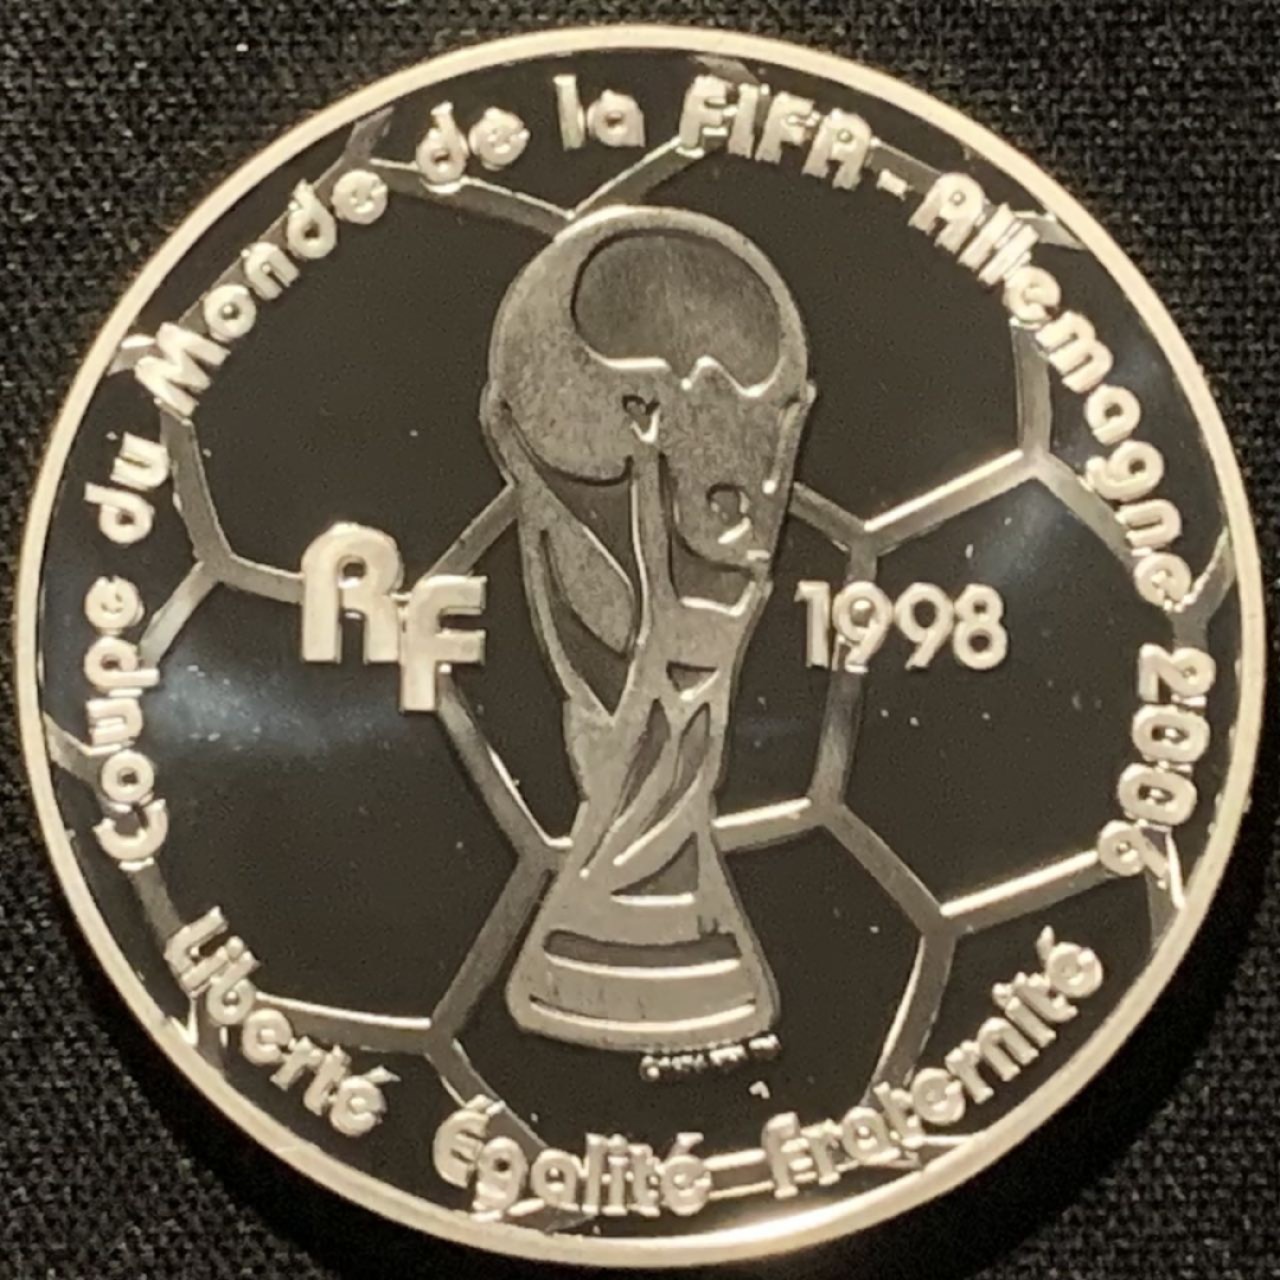 Coupe du Monde de la FIFA-Allemagne 2006
RF
1998
Liberté Égalité Fraternité